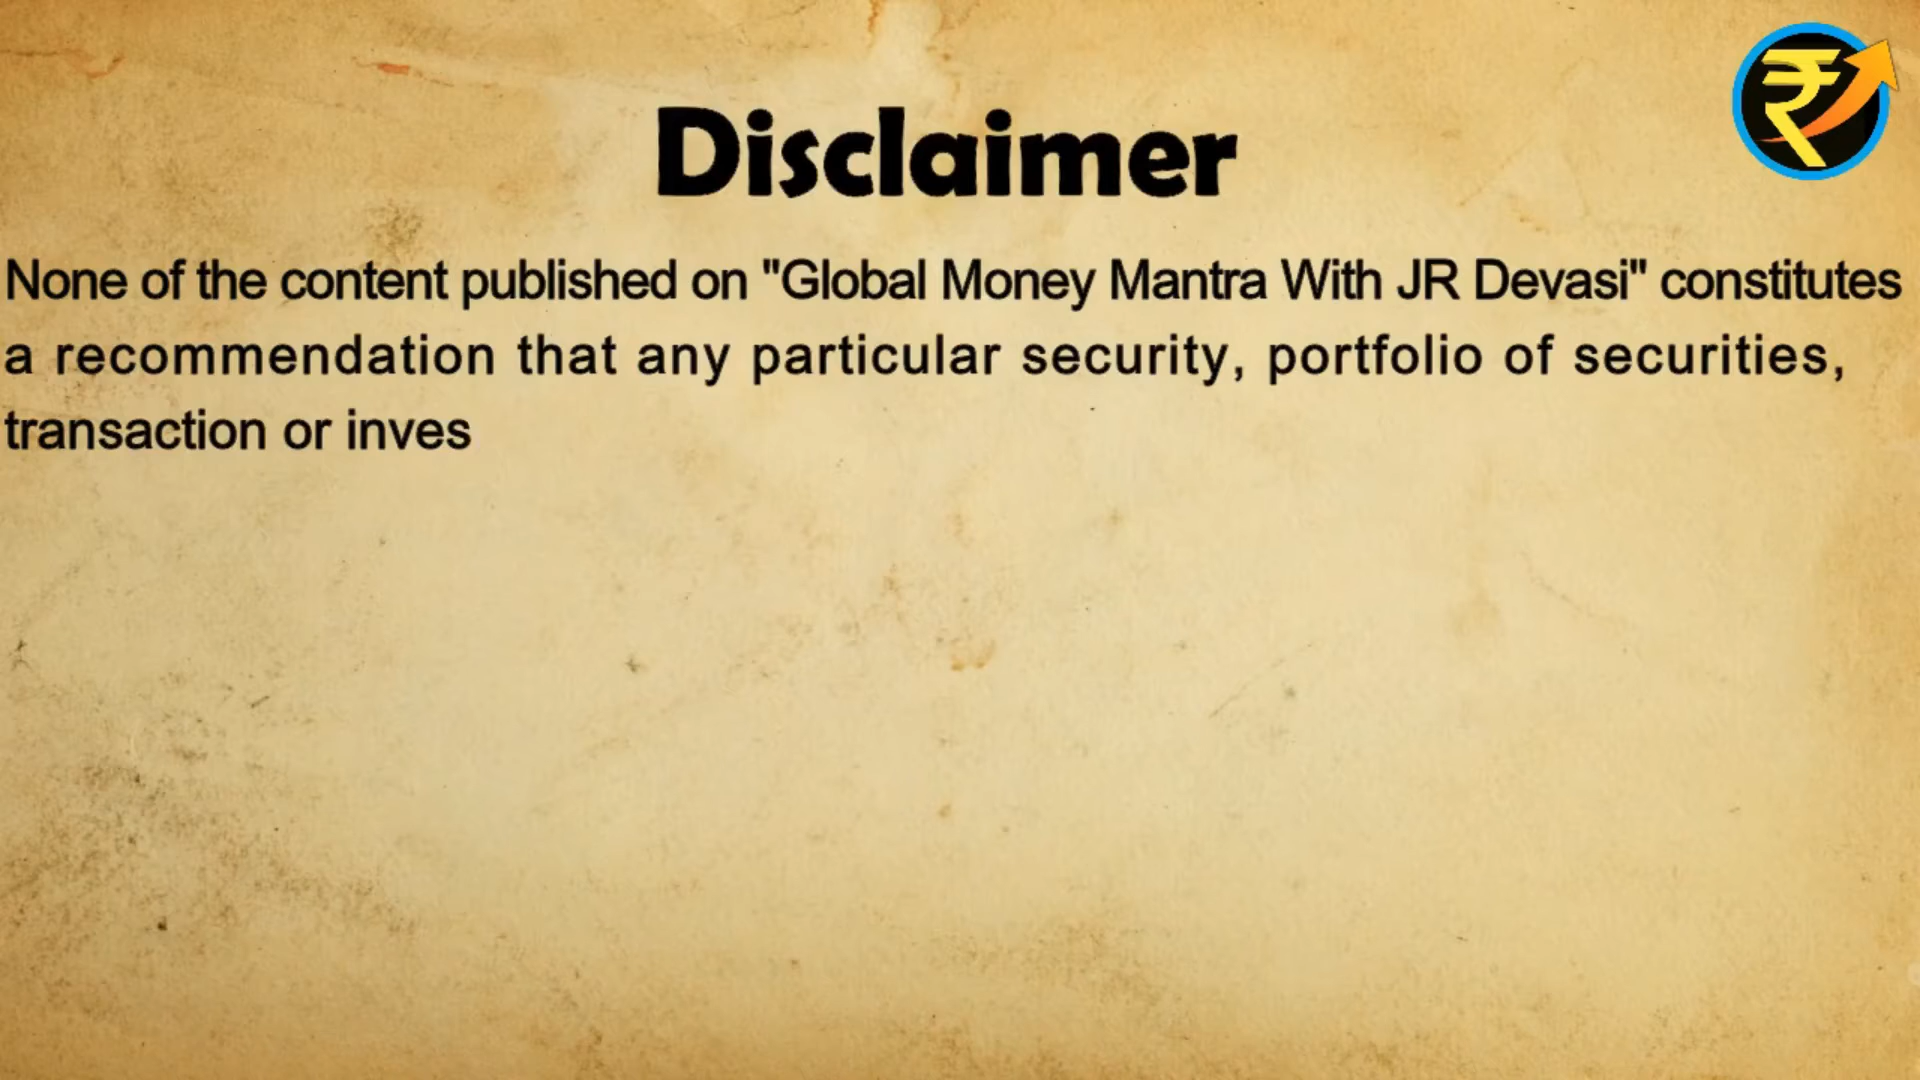 Disclaimer
None of the content published on "Global Money Mantra With JR Devasi" constitutes
a recommendation that any particular security, portfolio of securities,
transaction or inves